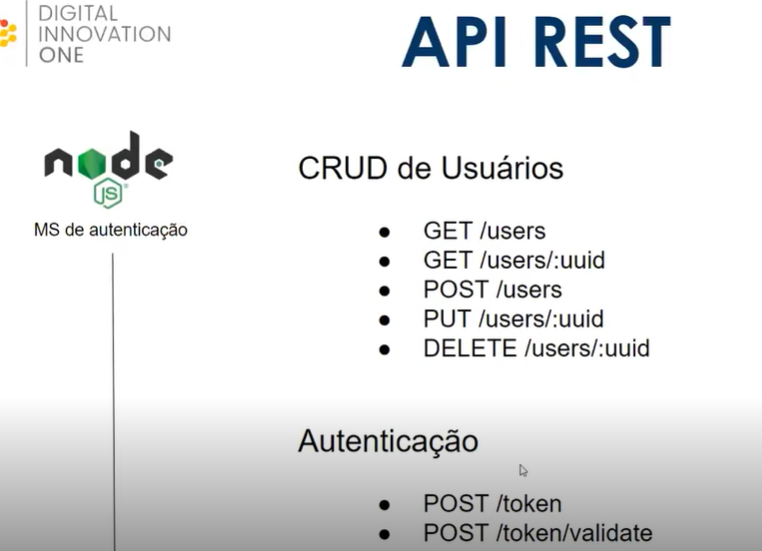 DIGITAL
INNOVATION
ONE
API REST
node
JS
MS de autenticação
CRUD de Usuários
● GET /users
● GET /users/:uuid
● POST /users
● PUT /users/:uuid
● DELETE /users/:uuid
Autenticação
● POST /token
● POST /token/validate